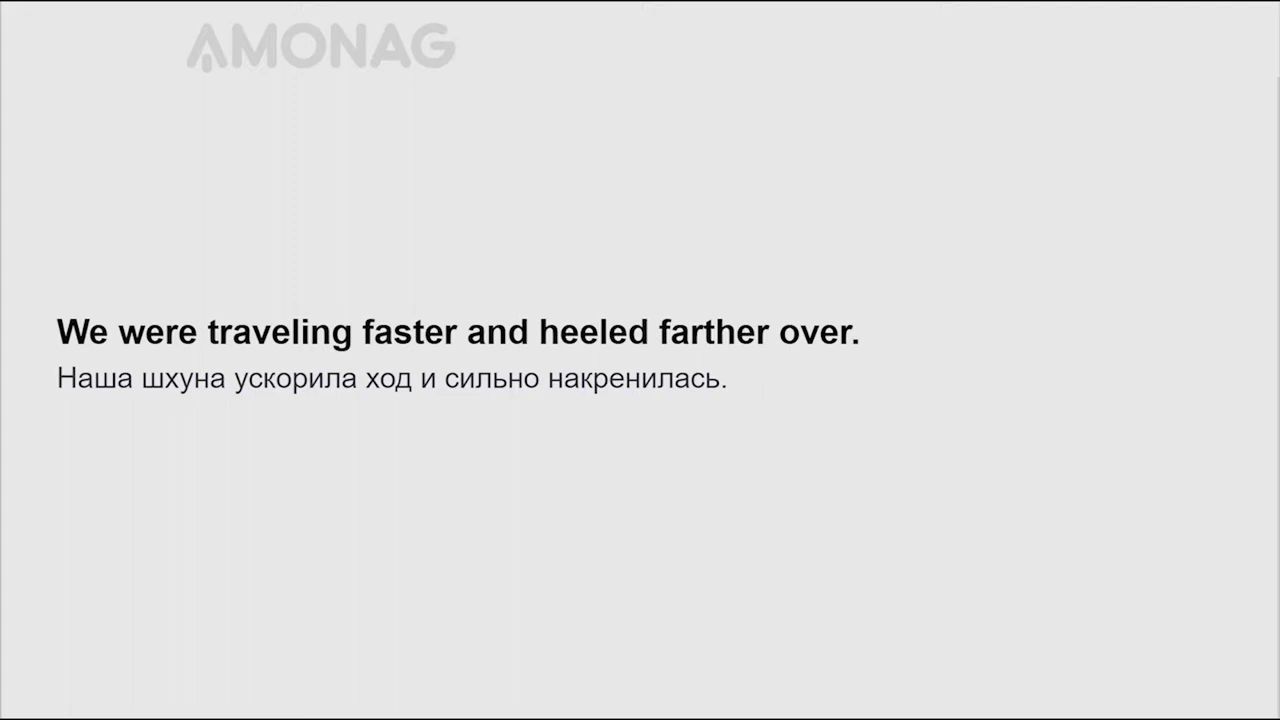 AMONAG
We were traveling faster and heeled farther over.
Наша шхуна ускорила ход и сильно накренилась.